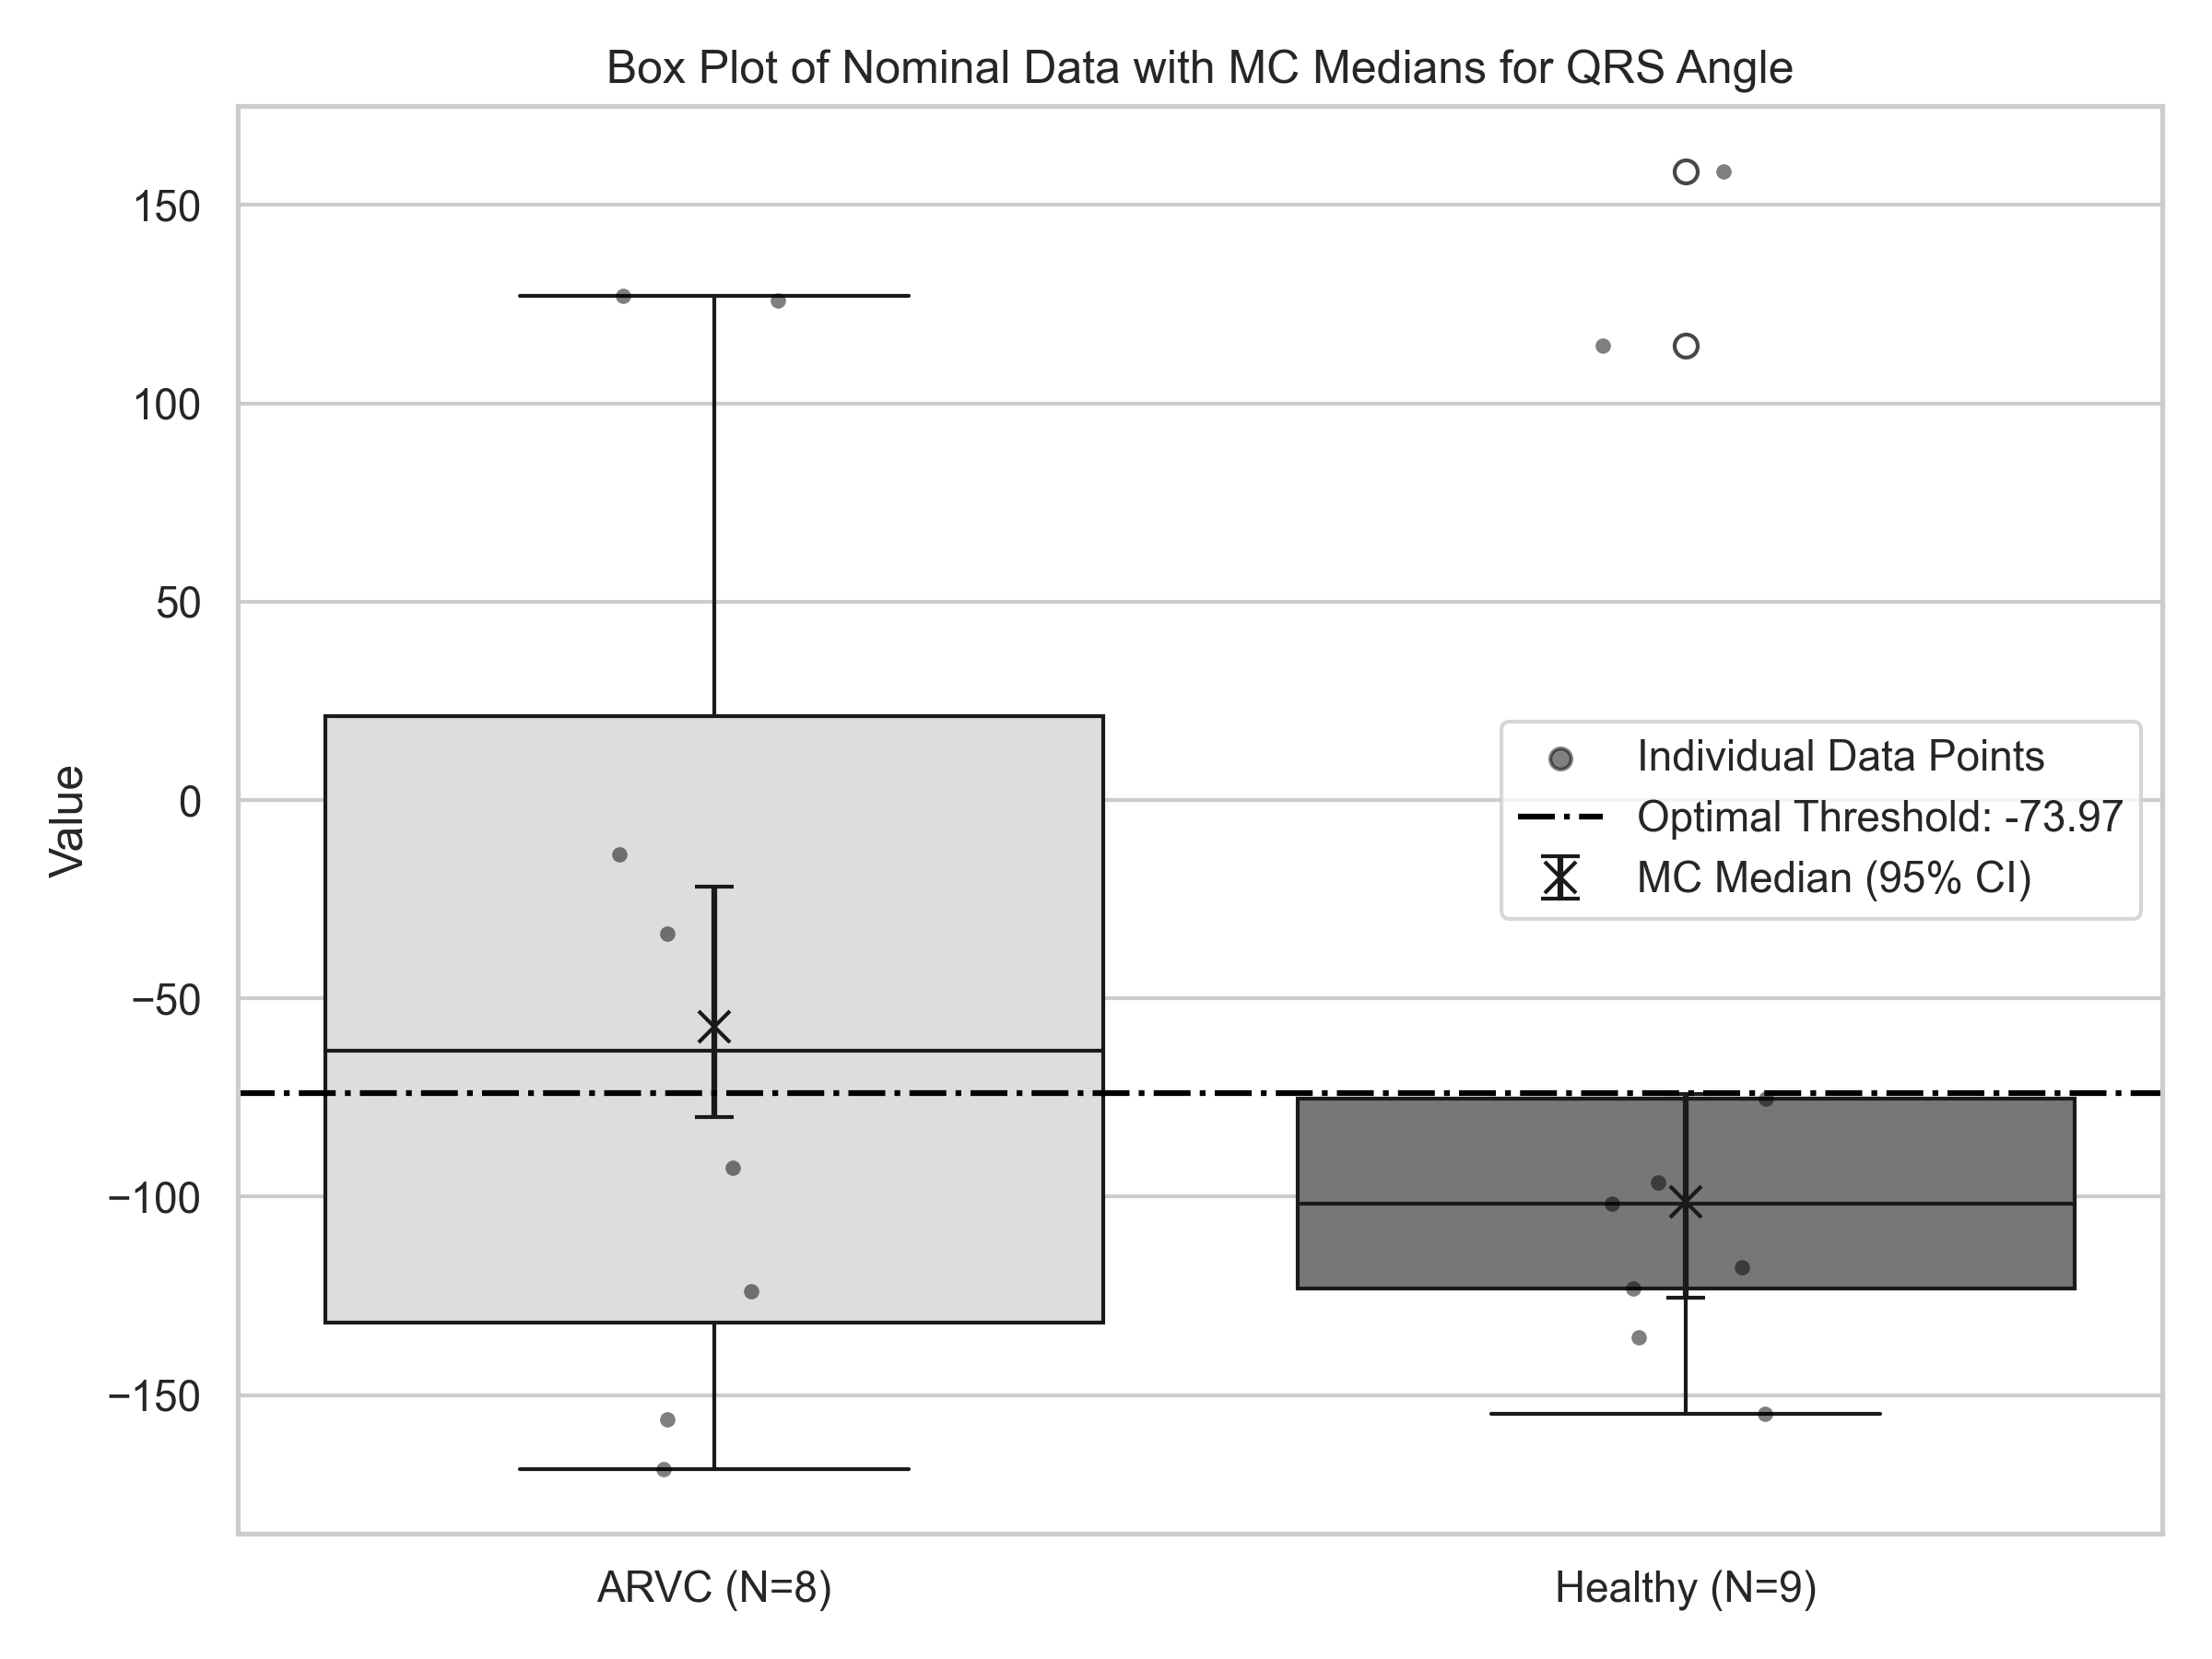 Box Plot of Nominal Data with MC Medians for QRS Angle
Value
150
100
50
0
−50
−100
−150
Individual Data Points
Optimal Threshold: -73.97
MC Median (95% CI)
ARVC (N=8)
Healthy (N=9)